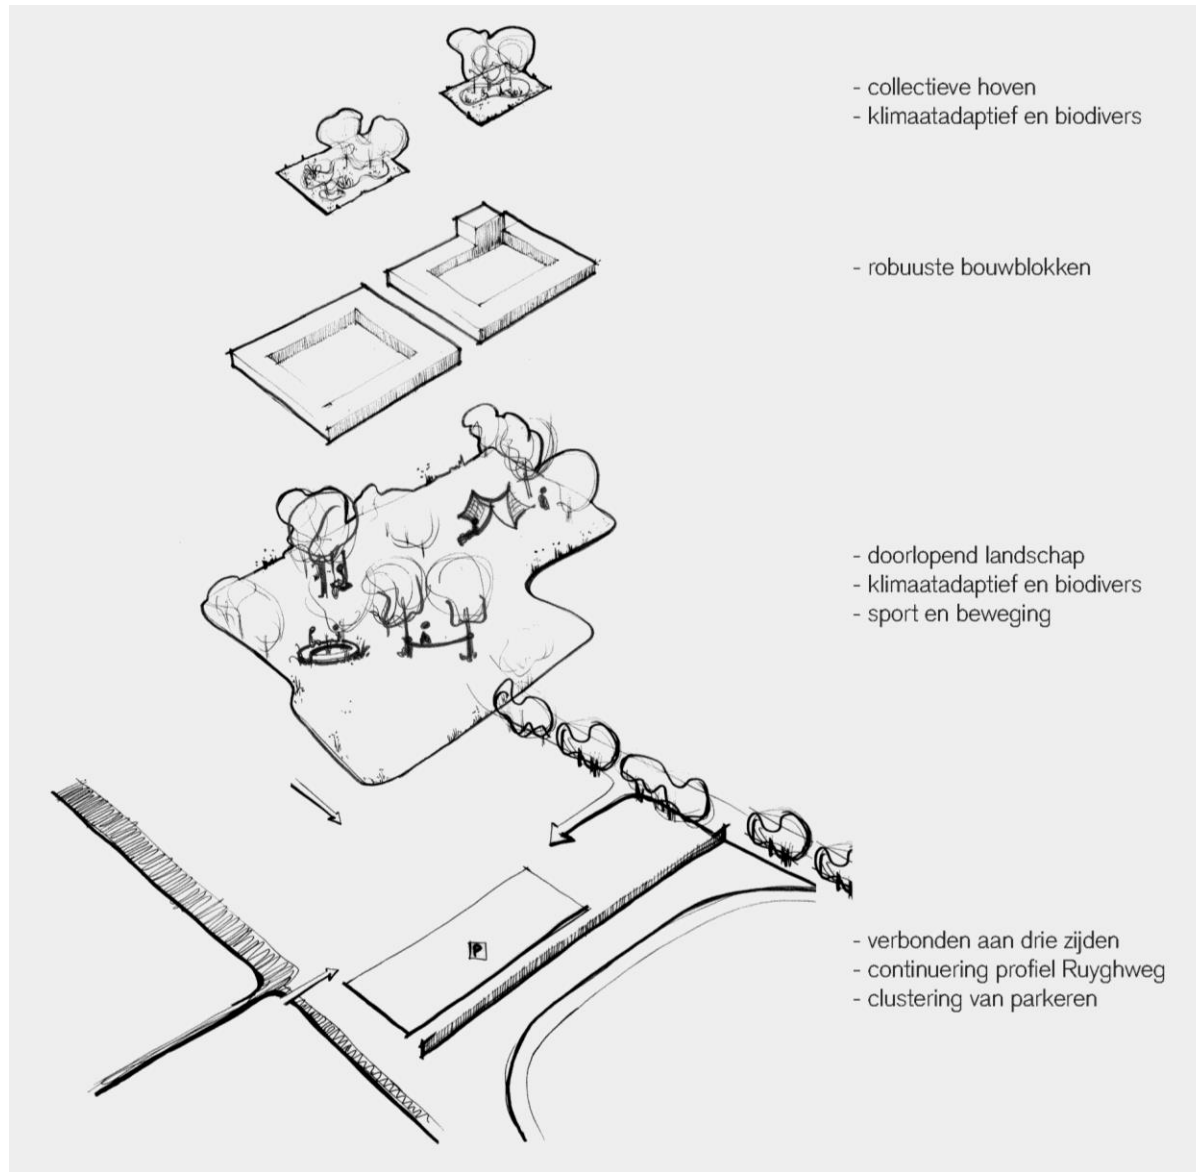 - collectieve hoven
- klimaatadaptief en biodivers
- robuuste bouwblokken
- doorlopend landschap
- klimaatadaptief en biodivers
- sport en beweging
P
- verbonden aan drie zijden
- continuering profiel Ruyghweg
- clustering van parkeren